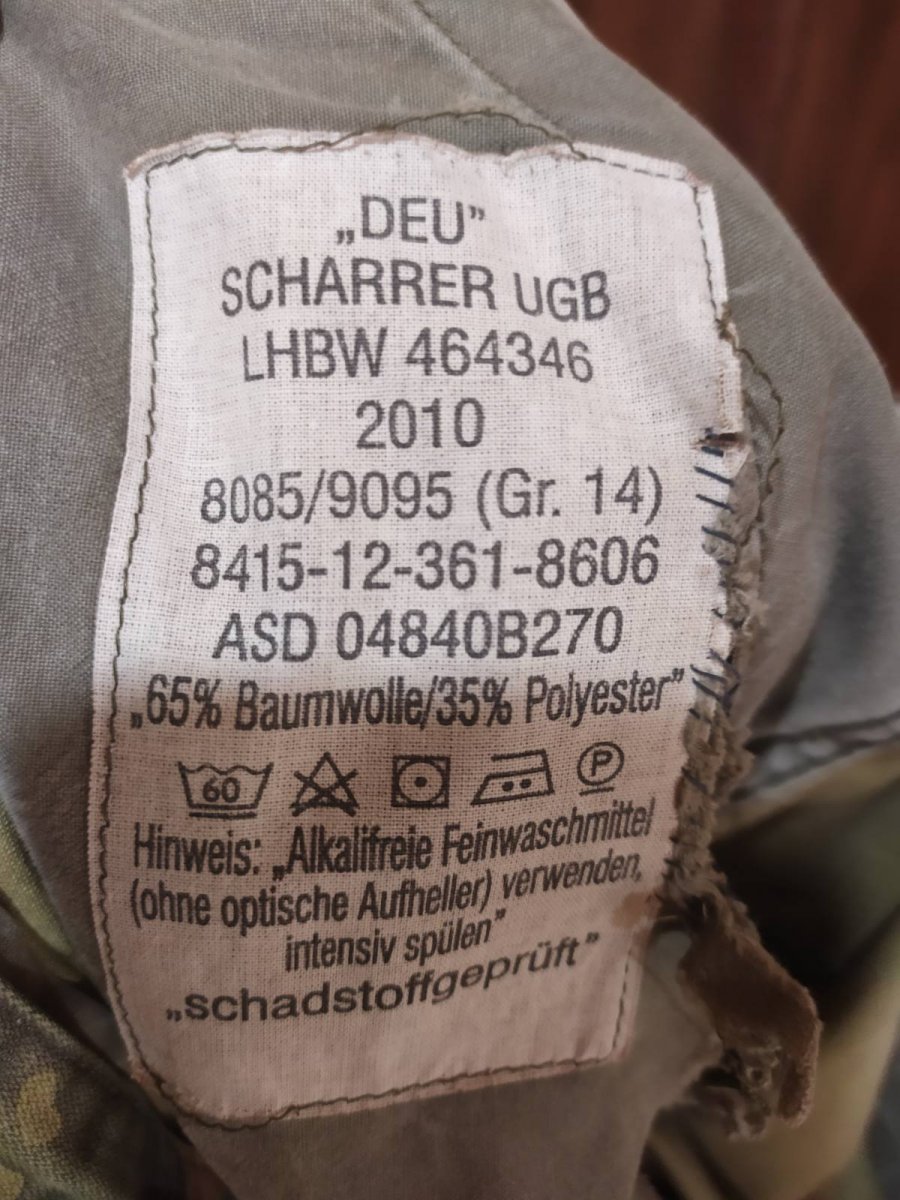 „DEU”
SCHARRER UGB
LHBW 464346
2010
8085/9095 (Gr. 14)
8415-12-361-8606
ASD 04840B270
„65% Baumwolle/35% Polyester”
60 P
Hinweis: „Alkalifreie Feinwaschmittel
(ohne optische Aufheller) verwenden,
intensiv spülen”
„schadstoffgeprüft”